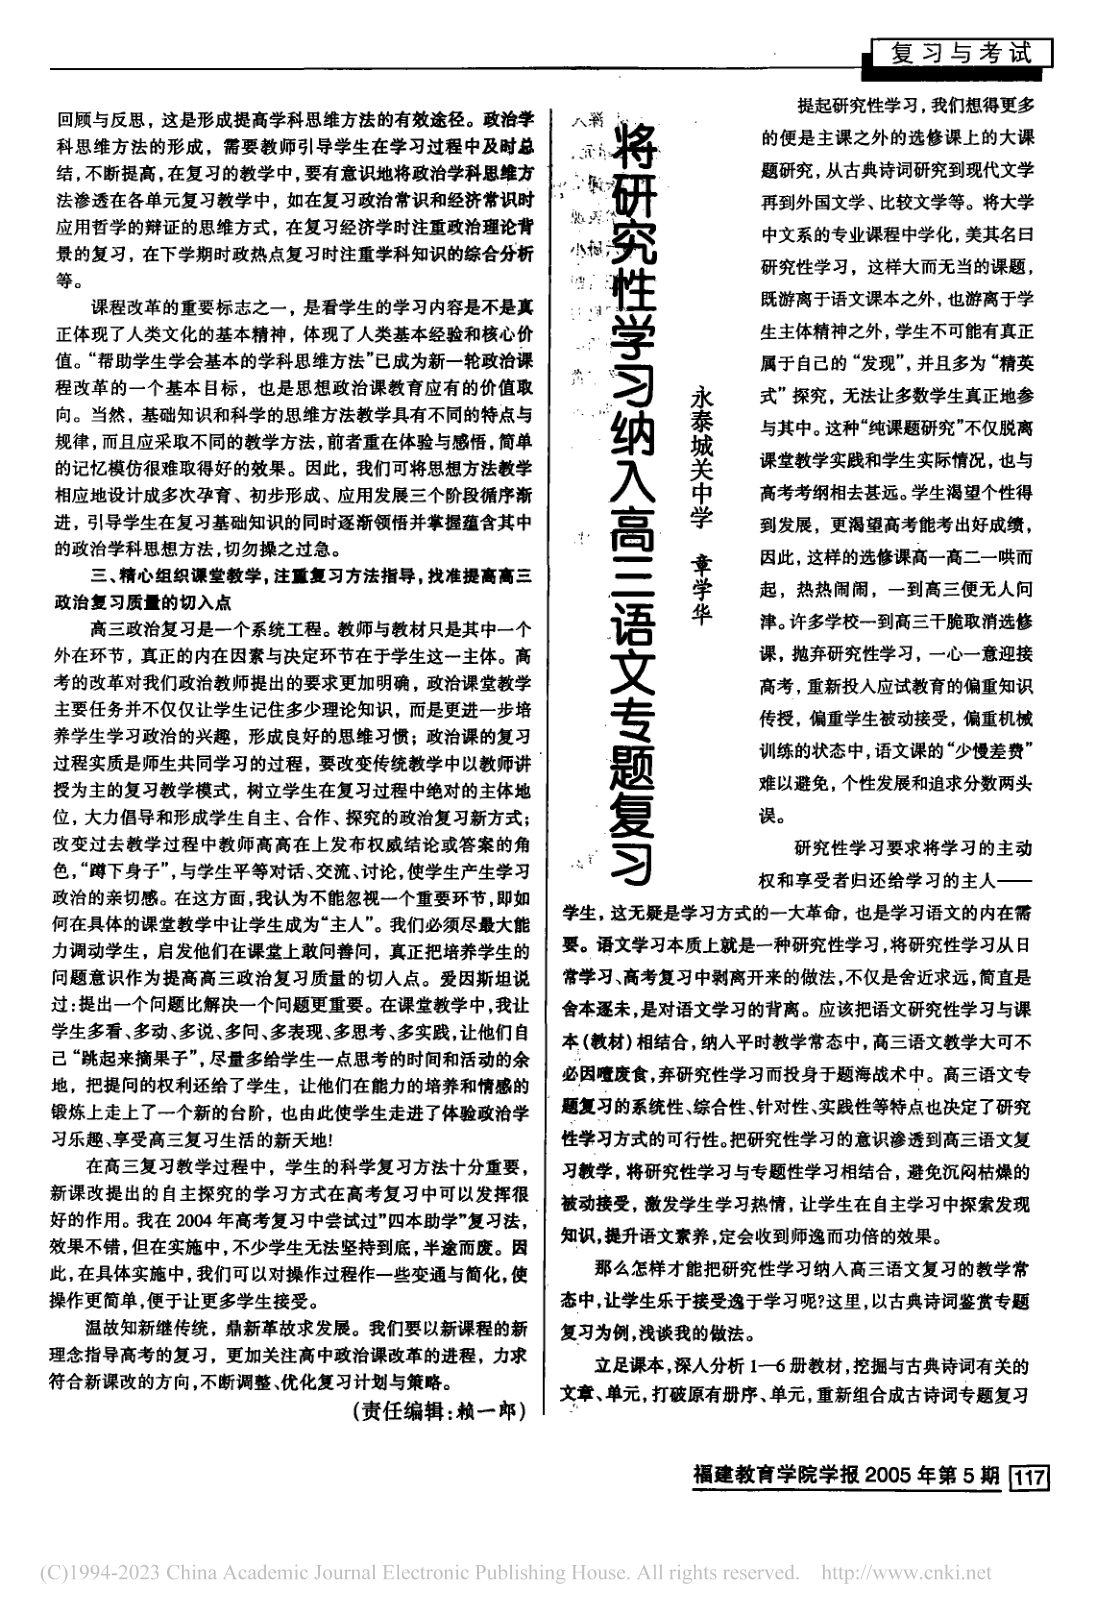 复习与考试
回顾与反思，这是形成提高学科思维方法的有效途径。政治学
科思维方法的形成，需要教师引导学生在学习过程中及时总
结，不断提高，在复习的教学中，要有意识地将政治学科思维方
法渗透在各单元复习教学中，如在复习政治常识和经济常识时
应用哲学的辩证的思维方式，在复习经济学时注重政治理论背
景的复习，在下学期时政热点复习时注重学科知识的综合分析
等。
课程改革的重要标志之一，是看学生的学习内容是不是真
正体现了人类文化的基本精神，体现了人类基本经验和核心价
值。“帮助学生学会基本的学科思维方法”已成为新一轮政治课
程改革的一个基本目标，也是思想政治课教育应有的价值取
向。当然，基础知识和科学的思维方法教学具有不同的特点与
规律，而且应采取不同的教学方法，前者重在体验与感悟，简单
的记忆模仿很难取得好的效果。因此，我们可将思想方法教学
相应地设计成多次孕育、初步形成、应用发展三个阶段循序渐
进，引导学生在复习基础知识的同时逐渐领悟并掌握蕴含其中
的政治学科思想方法，切勿操之过急。
三、精心组织课堂教学，注重复习方法指导，找准提高高三
政治复习质量的切入点
高三政治复习是一个系统工程。教师与教材只是其中一个
外在环节，真正的内在因素与决定环节在于学生这一主体。高
考的改革对我们政治教师提出的要求更加明确，政治课堂教学
主要任务并不仅仅让学生记住多少理论知识，而是更进一步培
养学生学习政治的兴趣，形成良好的思维习惯；政治课的复习
过程实质是师生共同学习的过程，要改变传统教学中以教师讲
授为主的复习教学模式，树立学生在复习过程中绝对的主体地
位，大力倡导和形成学生自主、合作、探究的政治复习新方式；
改变过去教学过程中教师高高在上发布权威结论或答案的角
色，“蹲下身子”，与学生平等对话、交流、讨论，使学生产生学习
政治的亲切感。在这方面，我认为不能忽视一个重要环节，即如
何在具体的课堂教学中让学生成为“主人”。我们必须尽最大能
力调动学生，启发他们在课堂上敢问善问，真正把培养学生的
问题意识作为提高高三政治复习质量的切入点。爱因斯坦说
过：提出一个问题比解决一个问题更重要。在课堂教学中，我让
学生多看、多动、多说、多问、多表现、多思考、多实践，让他们自
己“跳起来摘果子”，尽量多给学生一点思考的时间和活动的余
地，把提问的权利还给了学生，让他们在能力的培养和情感的
锻炼上走上了一个新的台阶，也由此使学生走进了体验政治学
习乐趣、享受高三复习生活的新天地！
在高三复习教学过程中，学生的科学复习方法十分重要，
新课改提出的自主探究的学习方式在高考复习中可以发挥很
好的作用。我在2004年高考复习中尝试过”四本助学”复习法，
效果不错，但在实施中，不少学生无法坚持到底，半途而废。因
此，在具体实施中，我们可以对操作过程作一些变通与简化，使
操作更简单，便于让更多学生接受。
温故知新继传统，鼎新革故求发展。我们要以新课程的新
理念指导高考的复习，更加关注高中政治课改革的进程，力求
符合新课改的方向，不断调整、优化复习计划与策略。
（责任编辑：赖一郎）
将研究性学习纳入高三语文专题复习
永泰城关中学 章学华
提起研究性学习，我们想得更多
的便是主课之外的选修课上的大课
题研究，从古典诗词研究到现代文学
再到外国文学、比较文学等。将大学
中文系的专业课程中学化，美其名曰
研究性学习，这样大而无当的课题，
既游离于语文课本之外，也游离于学
生主体精神之外，学生不可能有真正
属于自己的“发现”，并且多为“精英
式”探究，无法让多数学生真正地参
与其中。这种“纯课题研究”不仅脱离
课堂教学实践和学生实际情况，也与
高考考纲相去甚远。学生渴望个性得
到发展，更渴望高考能考出好成绩，
因此，这样的选修课高一高二一哄而
起，热热闹闹，一到高三便无人问
津。许多学校一到高三干脆取消选修
课，抛弃研究性学习，一心一意迎接
高考，重新投入应试教育的偏重知识
传授，偏重学生被动接受，偏重机械
训练的状态中，语文课的“少慢差费”
难以避免，个性发展和追求分数两头
误。
研究性学习要求将学习的主动
权和享受者归还给学习的主人——
学生，这无疑是学习方式的一大革命，也是学习语文的内在需
要。语文学习本质上就是一种研究性学习，将研究性学习从日
常学习、高考复习中剥离开来的做法，不仅是舍近求远，简直是
舍本逐末，是对语文学习的背离。应该把语文研究性学习与课
本（教材）相结合，纳入平时教学常态中，高三语文教学大可不
必因噎废食，弃研究性学习而投身于题海战术中。高三语文专
题复习的系统性、综合性、针对性、实践性等特点也决定了研究
性学习方式的可行性。把研究性学习的意识渗透到高三语文复
习教学，将研究性学习与专题性学习相结合，避免沉闷枯燥的
被动接受，激发学生学习热情，让学生在自主学习中探索发现
知识，提升语文素养，定会收到师逸而功倍的效果。
那么怎样才能把研究性学习纳入高三语文复习的教学常
态中，让学生乐于接受逸于学习呢？这里，以古典诗词鉴赏专题
复习为例，浅谈我的做法。
立足课本，深入分析1—6册教材，挖掘与古典诗词有关的
文章、单元，打破原有册序、单元，重新组合成古诗词专题复习
福建教育学院学报2005年第5期 117
(C)1994-2023 China Academic Journal Electronic Publishing House. All rights reserved. http://www.cnki.net